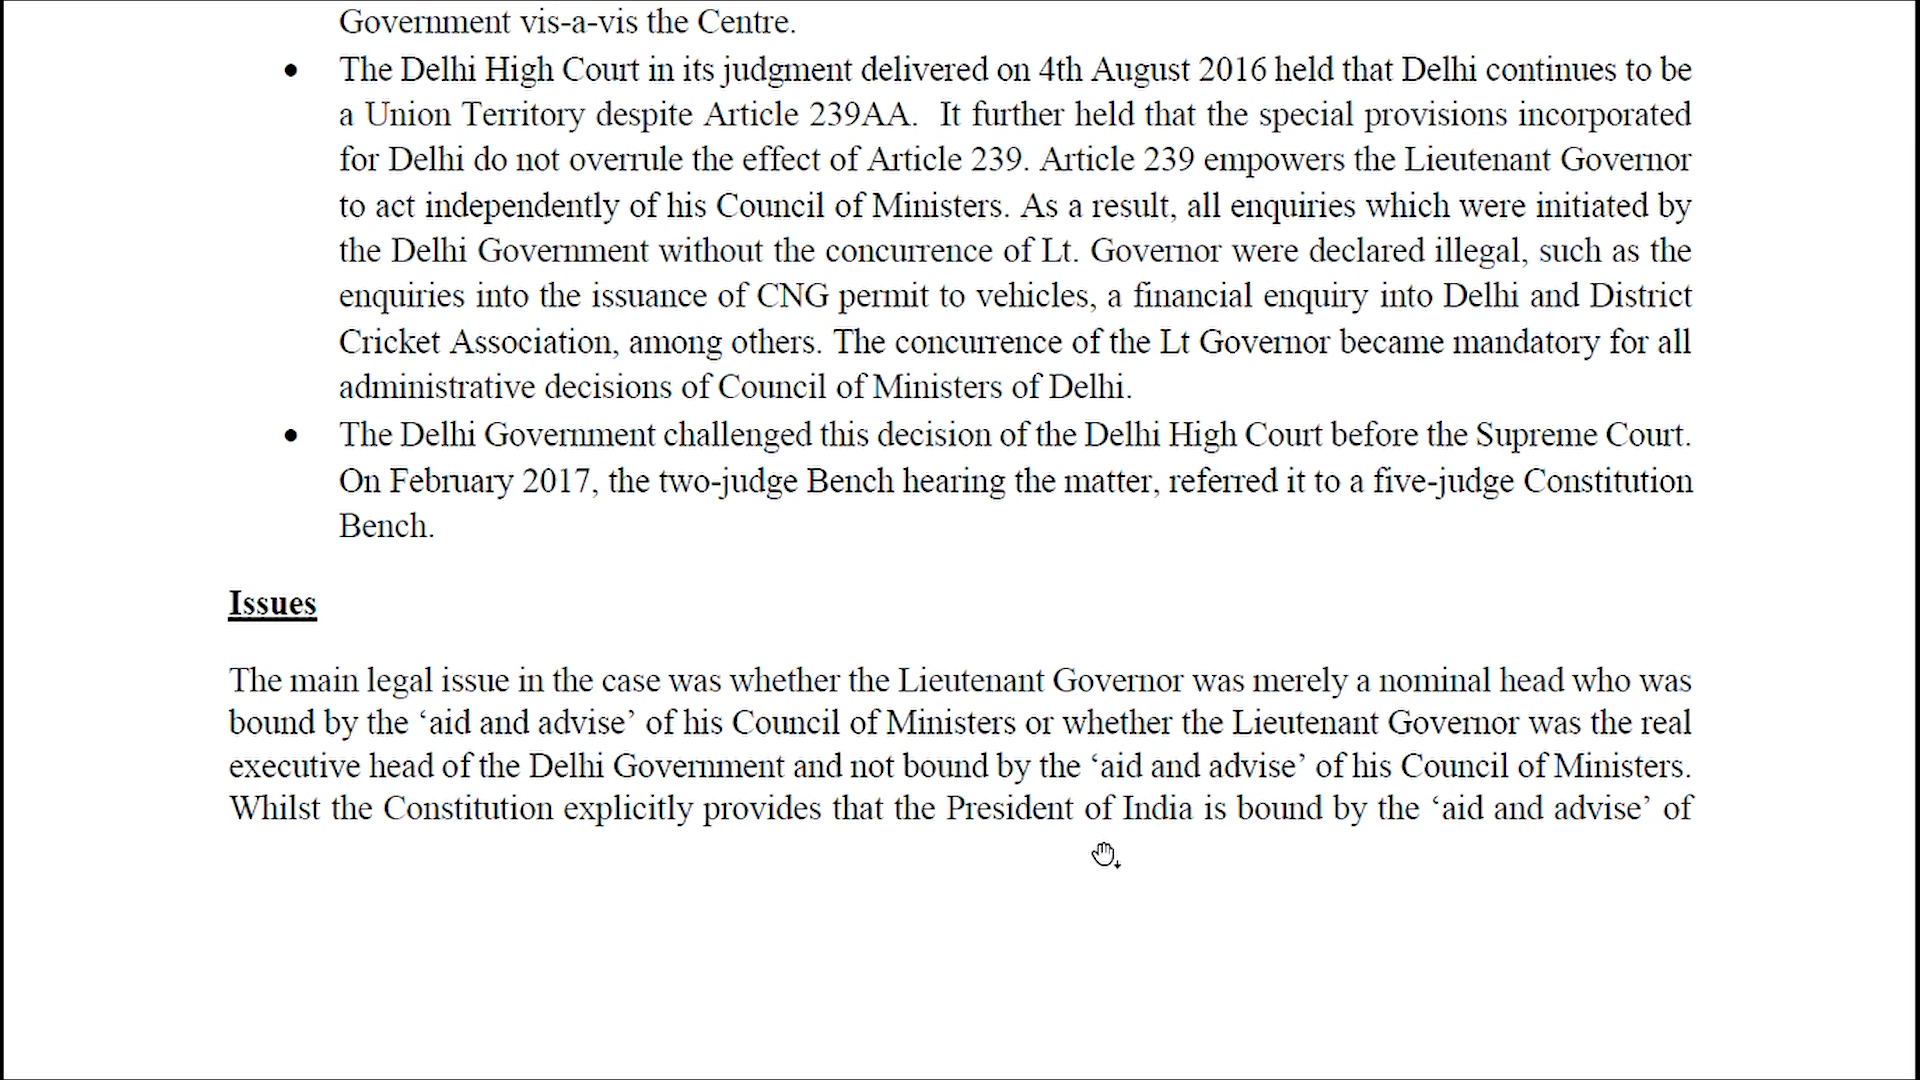 Government vis-a-vis the Centre.
• The Delhi High Court in its judgment delivered on 4th August 2016 held that Delhi continues to be
a Union Territory despite Article 239AA. It further held that the special provisions incorporated
for Delhi do not overrule the effect of Article 239. Article 239 empowers the Lieutenant Governor
to act independently of his Council of Ministers. As a result, all enquiries which were initiated by
the Delhi Government without the concurrence of Lt. Governor were declared illegal, such as the
enquiries into the issuance of CNG permit to vehicles, a financial enquiry into Delhi and District
Cricket Association, among others. The concurrence of the Lt Governor became mandatory for all
administrative decisions of Council of Ministers of Delhi.
• The Delhi Government challenged this decision of the Delhi High Court before the Supreme Court.
On February 2017, the two-judge Bench hearing the matter, referred it to a five-judge Constitution
Bench.
Issues
The main legal issue in the case was whether the Lieutenant Governor was merely a nominal head who was
bound by the ‘aid and advise’ of his Council of Ministers or whether the Lieutenant Governor was the real
executive head of the Delhi Government and not bound by the ‘aid and advise’ of his Council of Ministers.
Whilst the Constitution explicitly provides that the President of India is bound by the ‘aid and advise’ of